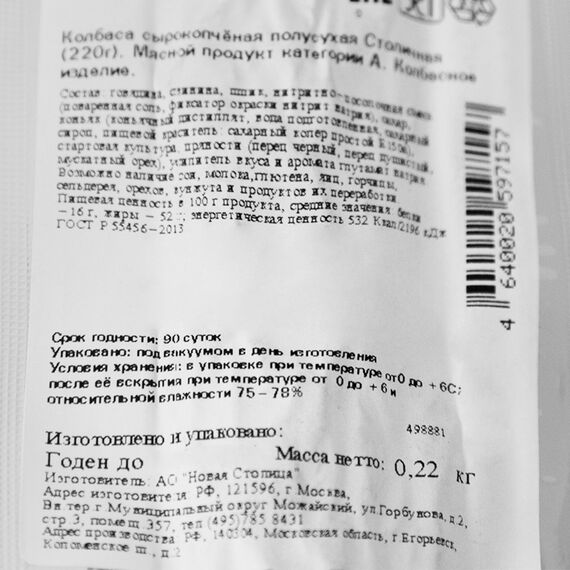 Колбаса сырокопчёная полусухая Столичная
(220г). Мясной продукт категории А. Колбасное
изделие.
Состав: говядина, свинина, шпик, нитритно-посолочная смесь
(поваренная соль, фиксатор окраски нитрит натрия), сахар,
коньяк (коньячный дистиллят, вода подготовленная, сахарный
сироп, пищевой краситель: сахарный колер простой Е150а),
стартовая культура, пряности (перец черный, перец душистый,
мускатный орех), усилитель вкуса и аромата глутамат натрия
Возможно наличие сои, молока,глютена, яиц, горчицы,
сельдерея, орехов, кунжута и продуктов их переработки
Пищевая ценность в 100 г продукта, средние значения: белки
– 16 г, жиры – 52 г; энергетическая ценность 532 Ккал/2196 кДж
ГОСТ Р 55456-2013
4 640020 597157
Срок годности: 90 суток
Упаковано: под вакуумом в день изготовления
Условия хранения: в упаковке при температуре от 0 до +6С;
после её вскрытия при температуре от 0 до +6 и
относительной влажности 75-78%
498881
Изготовлено и упаковано:
Годен до
Масса нетто: 0,22 кг
Изготовитель: АО "Новая Столица"
Адрес изготовителя РФ, 121596, г Москва,
Вн.тер.г Муниципальный округ Можайский, ул.Горбунова, д.2,
стр 3, помещ 357, тел (495)785 8431
Адрес производства РФ, 140304, Московская область, г Егорьевск,
Коломенское ш., д.2